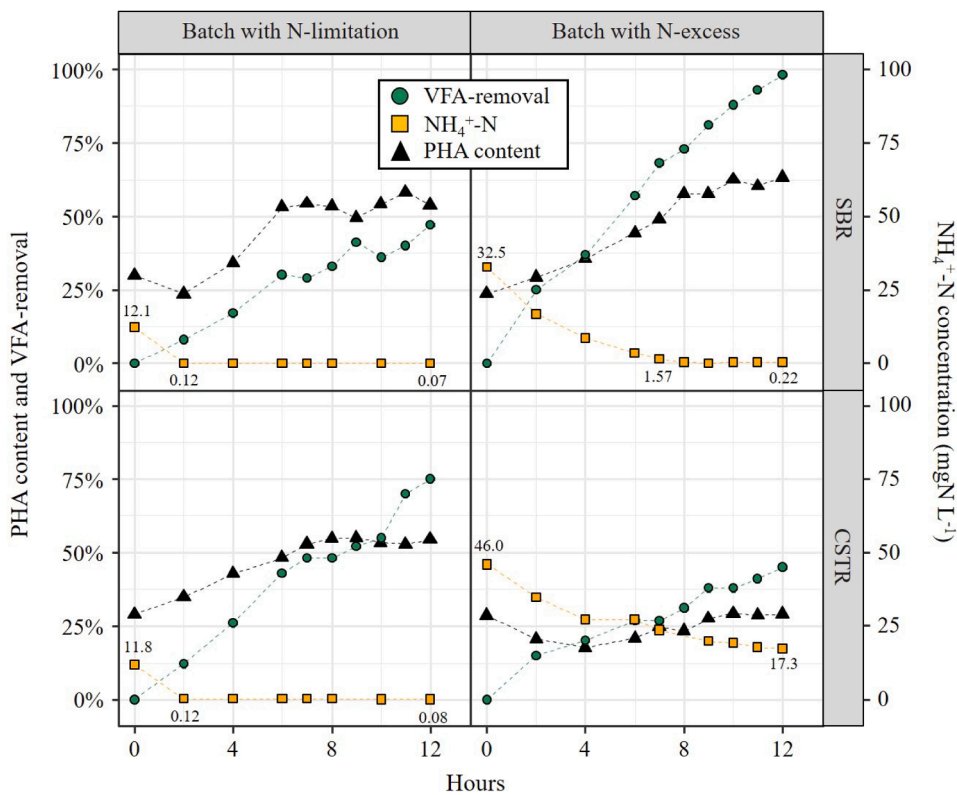 Batch with N-limitation
Batch with N-excess
100%
75%
50%
25%
0%
VFA-removal
NH₄⁺-N
PHA content
12.1
0.12
0.07
32.5
1.57
0.22
100
75
50
25
0
SBR
100%
75%
50%
25%
0%
11.8
0.12
0.08
46.0
17.3
100
75
50
25
0
CSTR
PHA content and VFA-removal
NH₄⁺-N concentration (mgN L⁻¹)
0 4 8 12
0 4 8 12
Hours